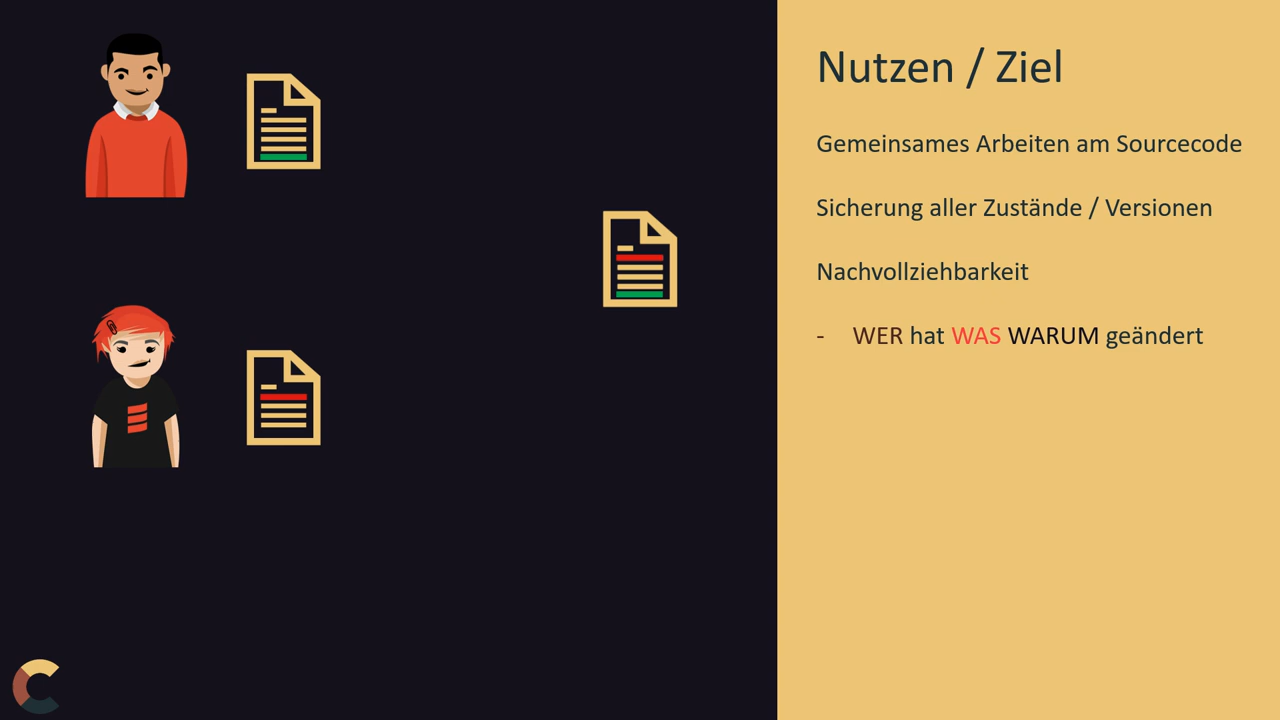 Nutzen / Ziel
Gemeinsames Arbeiten am Sourcecode
Sicherung aller Zustände / Versionen
Nachvollziehbarkeit
- WER hat WAS WARUM geändert